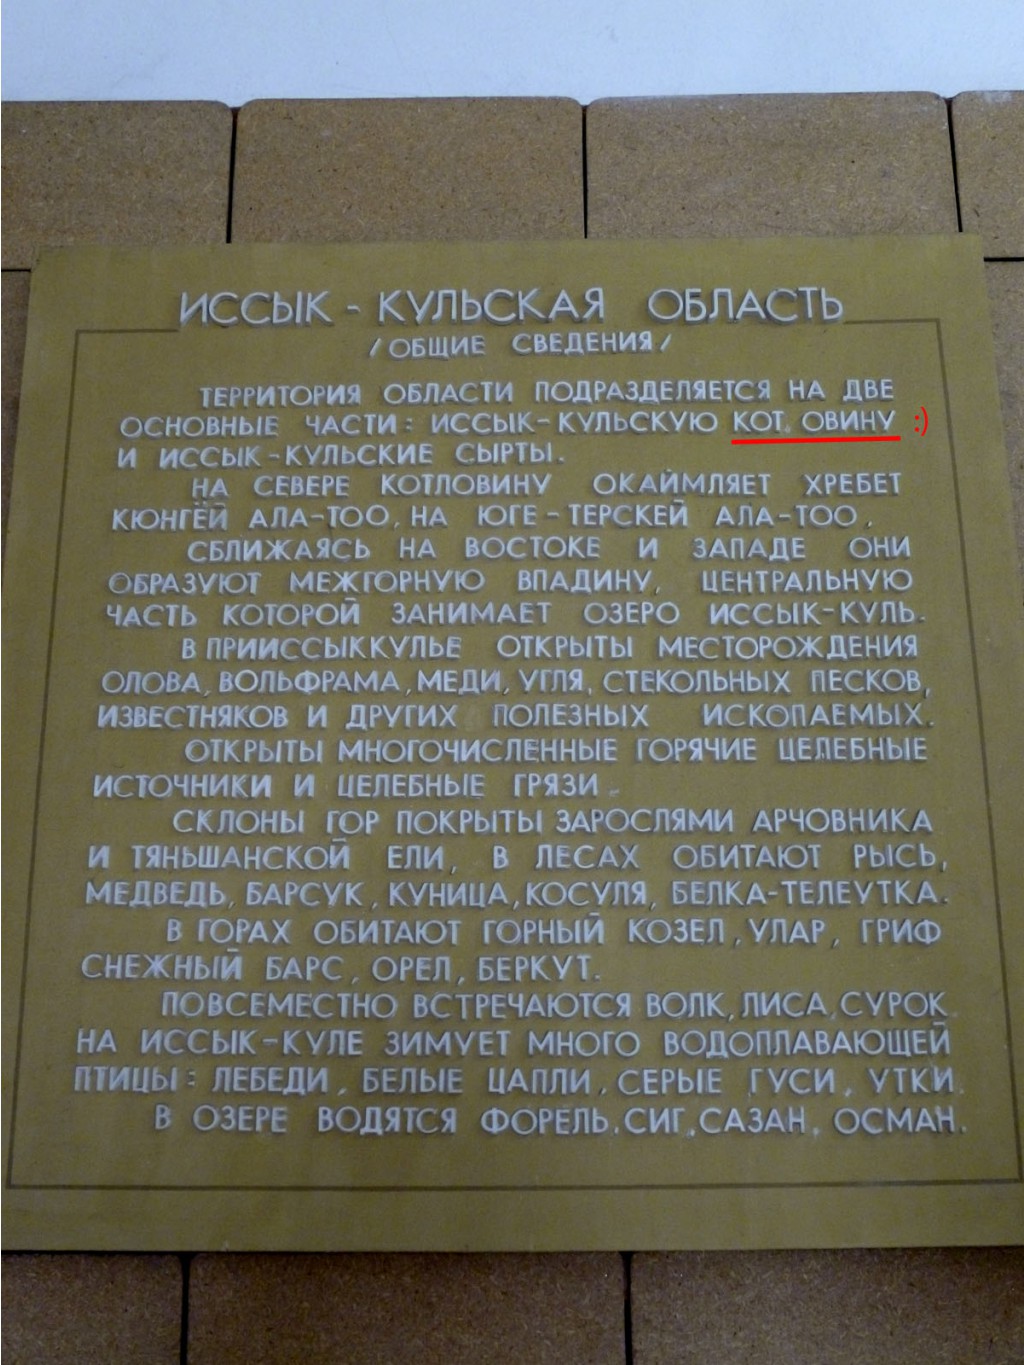 ИССЫК - КУЛЬСКАЯ ОБЛАСТЬ
/ОБЩИЕ СВЕДЕНИЯ/
ТЕРРИТОРИЯ ОБЛАСТИ ПОДРАЗДЕЛЯЕТСЯ НА ДВЕ
ОСНОВНЫЕ ЧАСТИ: ИССЫК-КУЛЬСКУЮ КОТ. ОВИНУ :)
И ИССЫК-КУЛЬСКИЕ СЫРТЫ.
НА СЕВЕРЕ КОТЛОВИНУ ОКАЙМЛЯЕТ ХРЕБЕТ
КЮНГЁЙ АЛА-ТОО, НА ЮГЕ-ТЕРСКЕЙ АЛА-ТОО.
СБЛИЖАЯСЬ НА ВОСТОКЕ И ЗАПАДЕ ОНИ
ОБРАЗУЮТ МЕЖГОРНУЮ ВПАДИНУ, ЦЕНТРАЛЬНУЮ
ЧАСТЬ КОТОРОЙ ЗАНИМАЕТ ОЗЕРО ИССЫК-КУЛЬ.
В ПРИИССЫККУЛЬЕ ОТКРЫТЫ МЕСТОРОЖДЕНИЯ
ОЛОВА, ВОЛЬФРАМА, МЕДИ, УГЛЯ, СТЕКОЛЬНЫХ ПЕСКОВ,
ИЗВЕСТНЯКОВ И ДРУГИХ ПОЛЕЗНЫХ ИСКОПАЕМЫХ.
ОТКРЫТЫ МНОГОЧИСЛЕННЫЕ ГОРЯЧИЕ ЦЕЛЕБНЫЕ
ИСТОЧНИКИ И ЦЕЛЕБНЫЕ ГРЯЗИ.
СКЛОНЫ ГОР ПОКРЫТЫ ЗАРОСЛЯМИ АРЧОВНИКА
И ТЯНЬШАНСКОЙ ЕЛИ, В ЛЕСАХ ОБИТАЮТ РЫСЬ,
МЕДВЕДЬ, БАРСУК, КУНИЦА, КОСУЛЯ, БЕЛКА-ТЕЛЕУТКА.
В ГОРАХ ОБИТАЮТ ГОРНЫЙ КОЗЕЛ, УЛАР, ГРИФ
СНЕЖНЫЙ БАРС, ОРЕЛ, БЕРКУТ.
ПОВСЕМЕСТНО ВСТРЕЧАЮТСЯ ВОЛК, ЛИСА, СУРОК.
НА ИССЫК-КУЛЕ ЗИМУЕТ МНОГО ВОДОПЛАВАЮЩЕЙ
ПТИЦЫ: ЛЕБЕДИ, БЕЛЫЕ ЦАПЛИ, СЕРЫЕ ГУСИ, УТКИ.
В ОЗЕРЕ ВОДЯТСЯ ФОРЕЛЬ, СИГ, САЗАН, ОСМАН.